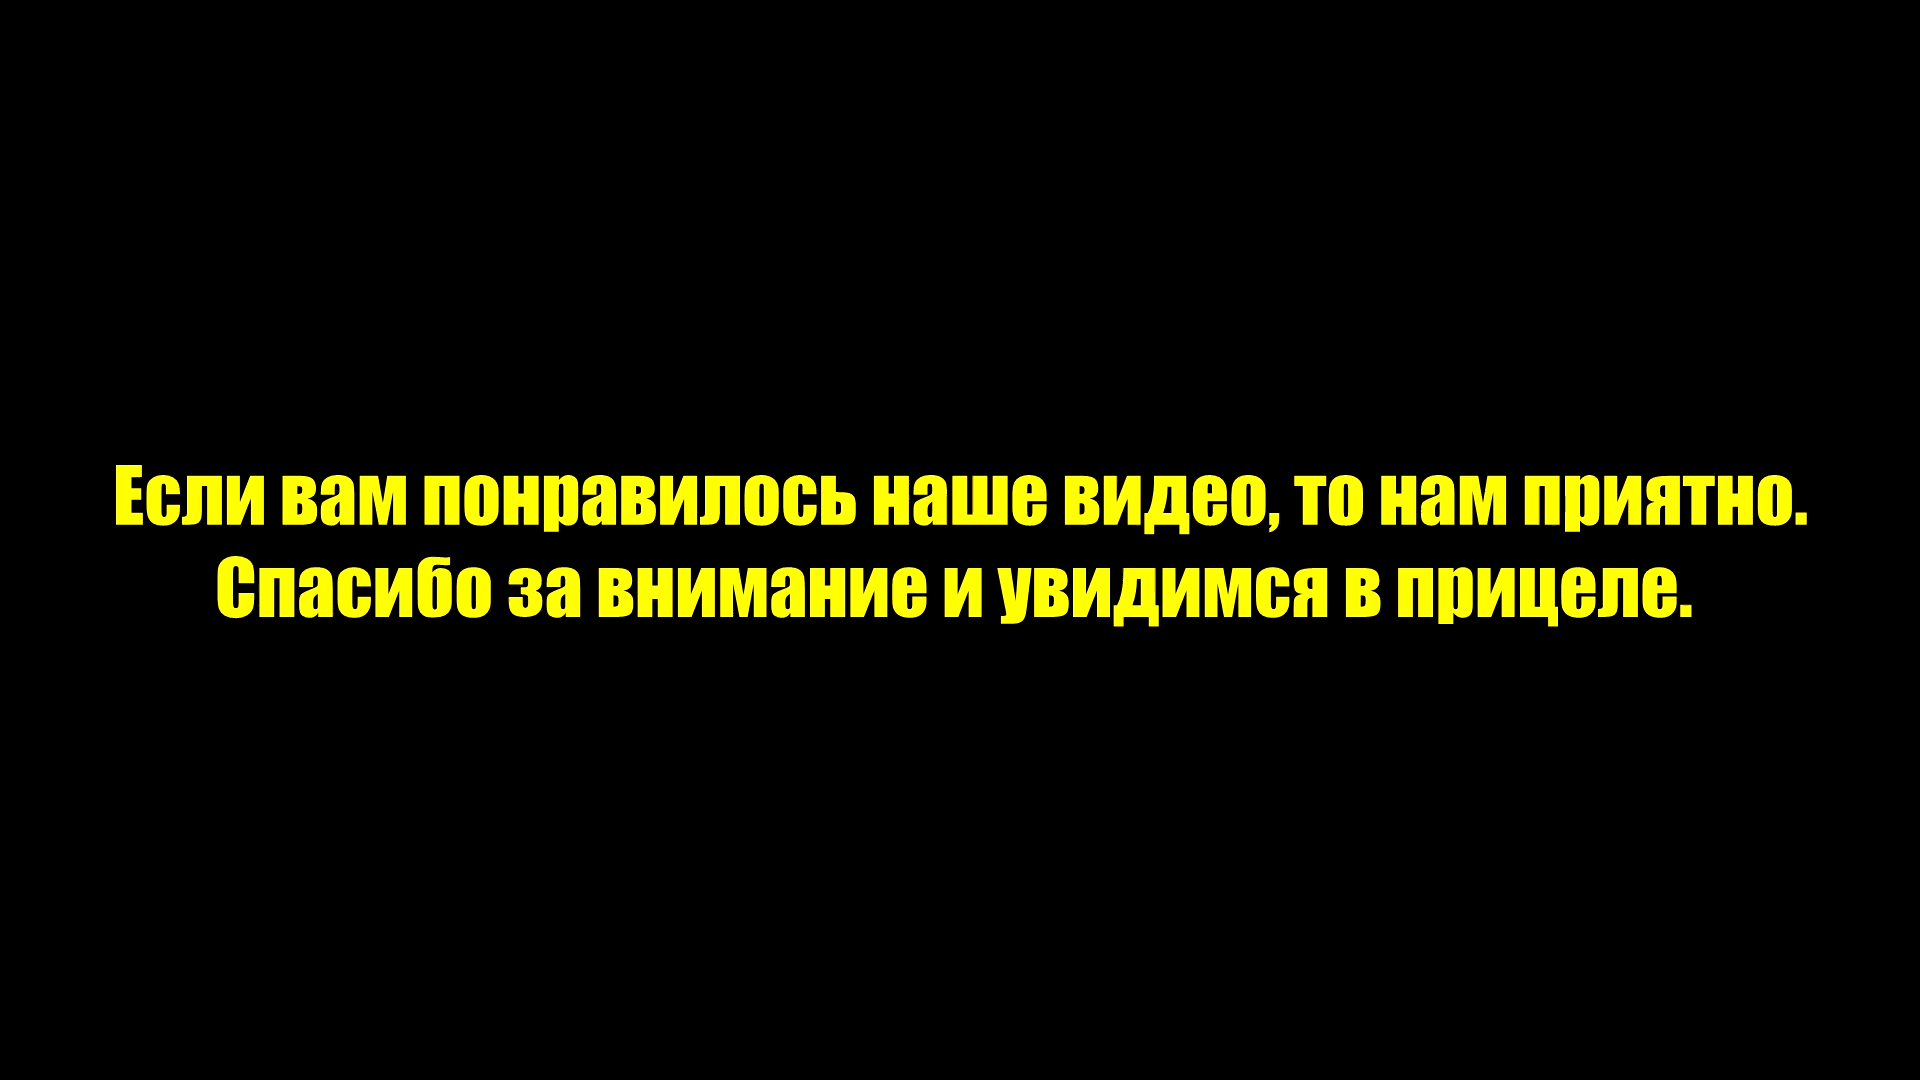 Если вам понравилось наше видео, то нам приятно.
Спасибо за внимание и увидимся в прицеле.